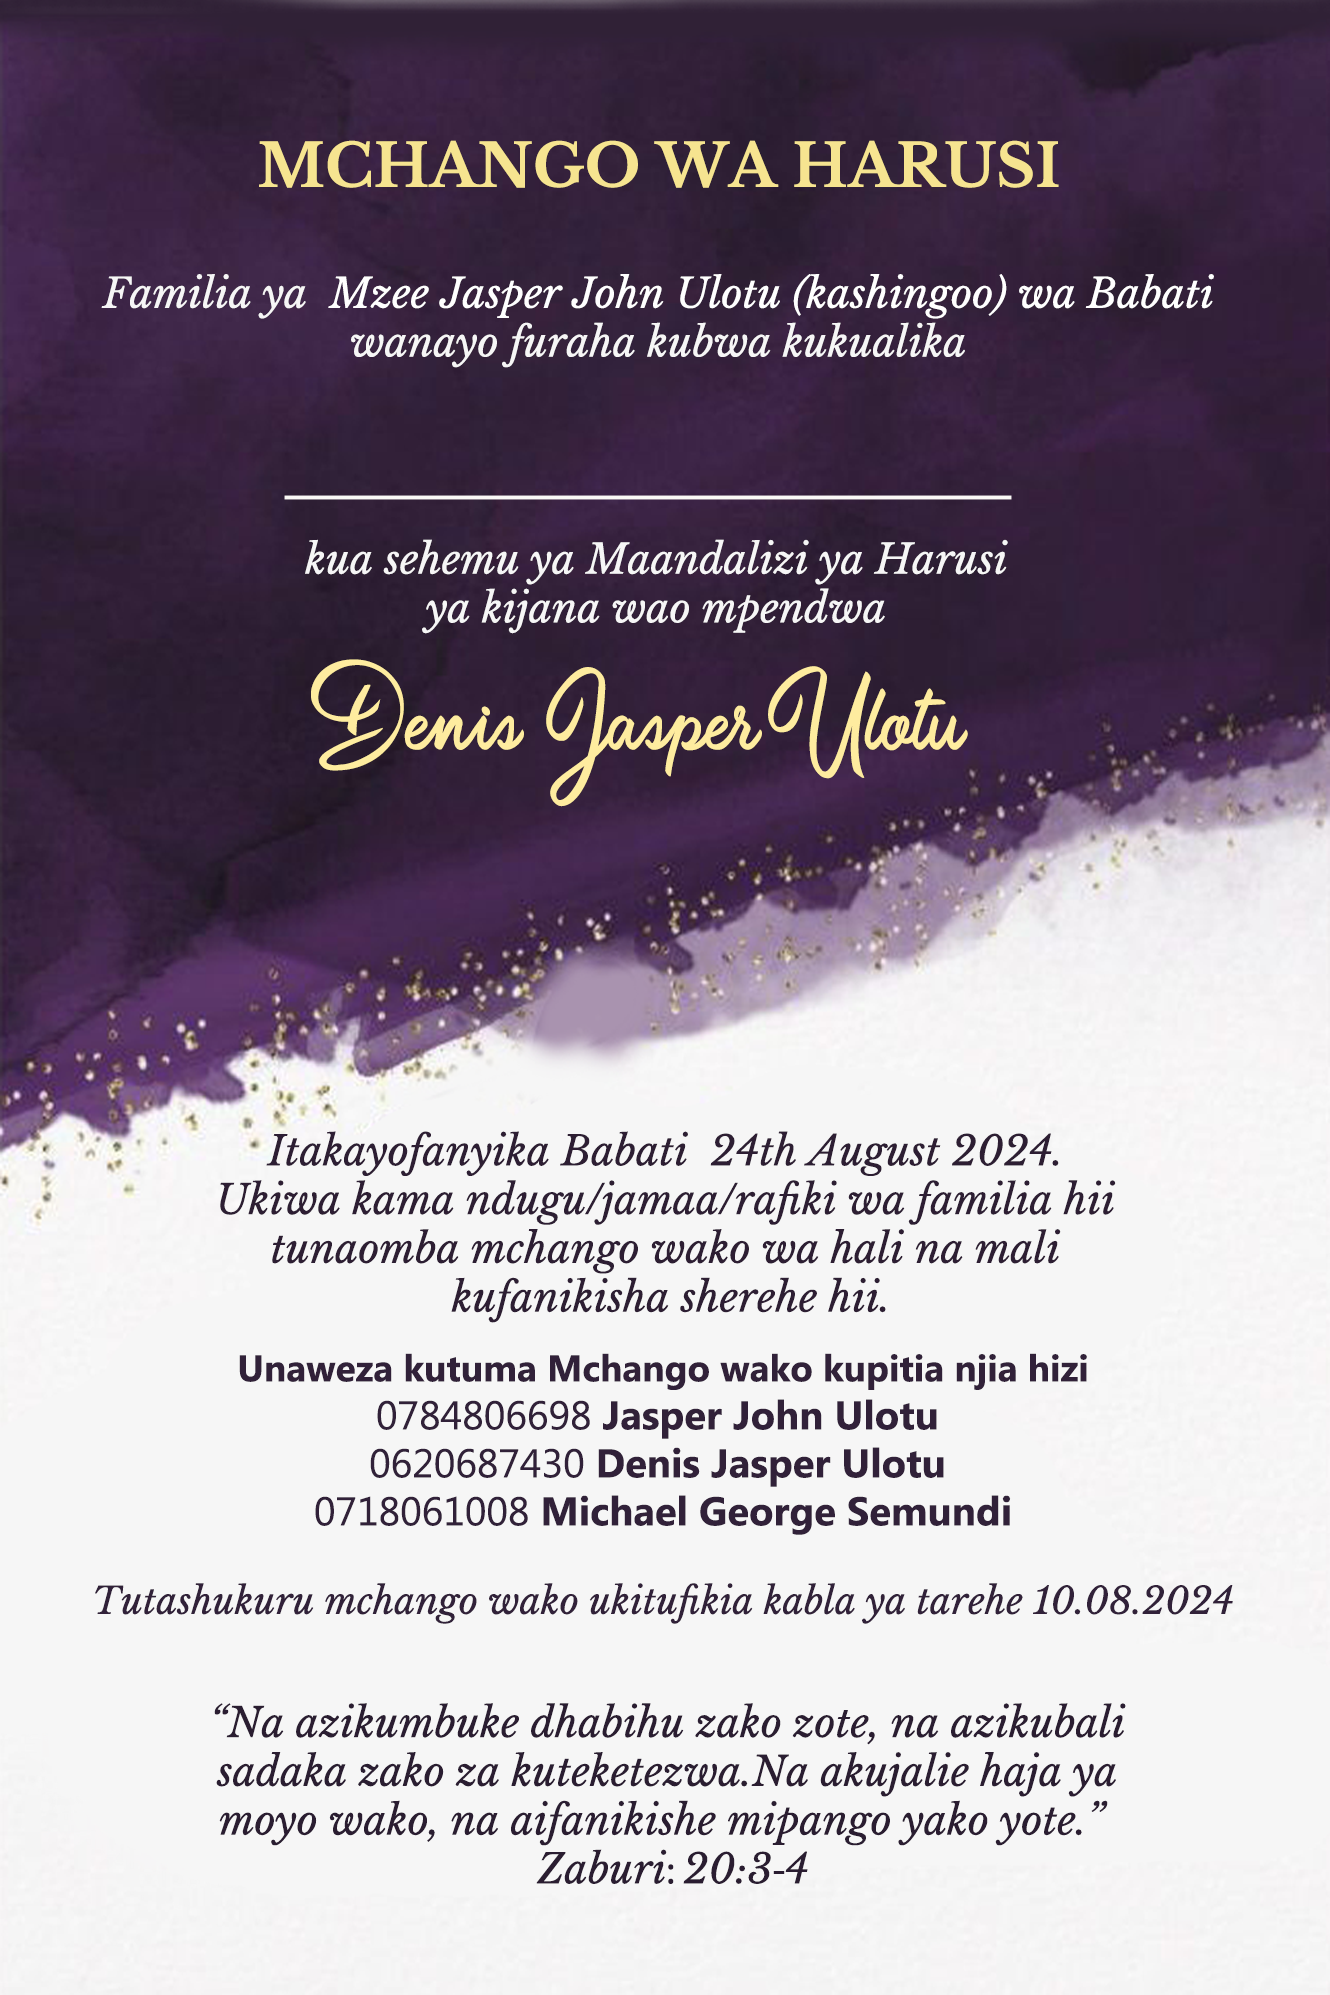 MCHANGO WA HARUSI
Familia ya Mzee Jasper John Ulotu (kashingoo) wa Babati
wanayo furaha kubwa kukualika
kua sehemu ya Maandalizi ya Harusi
ya kijana wao mpendwa
Denis Jasper Ulotu
Itakayofanyika Babati 24th August 2024.
Ukiwa kama ndugu/jamaa/rafiki wa familia hii
tunaomba mchango wako wa hali na mali
kufanikisha sherehe hii.
Unaweza kutuma Mchango wako kupitia njia hizi
0784806698 Jasper John Ulotu
0620687430 Denis Jasper Ulotu
0718061008 Michael George Semundi
Tutashukuru mchango wako ukitufikia kabla ya tarehe 10.08.2024
“Na azikumbuke dhabihu zako zote, na azikubali
sadaka zako za kuteketezwa.Na akujalie haja ya
moyo wako, na aifanikishe mipango yako yote.”
Zaburi: 20:3-4